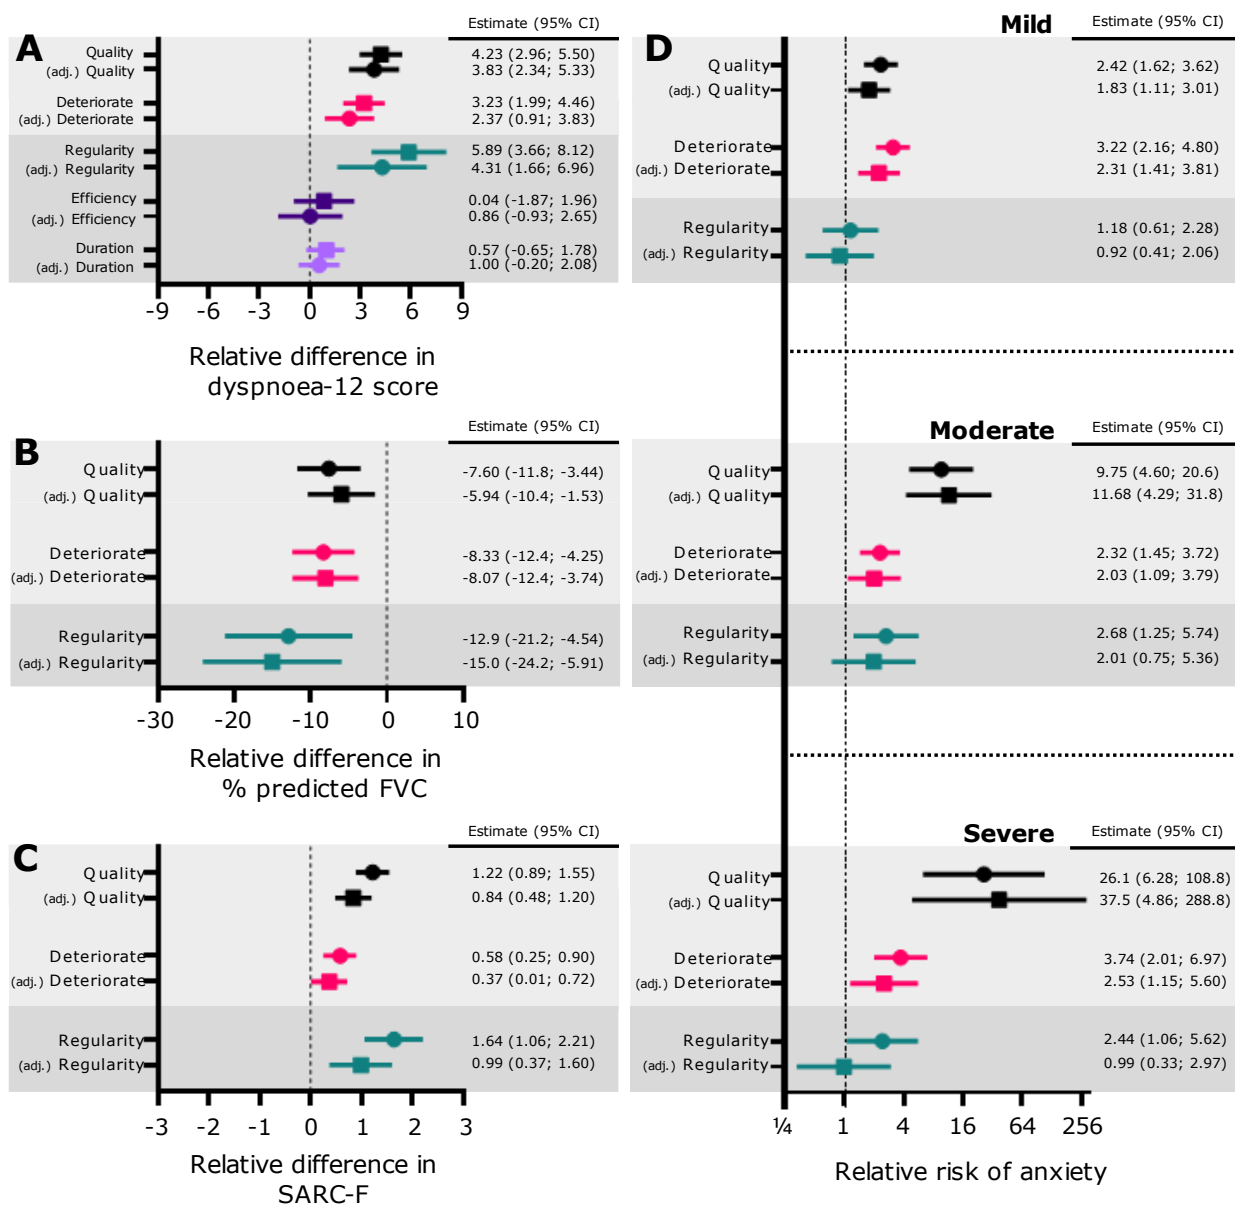 A
Estimate (95% CI)
Quality 4.23 (2.96; 5.50)
(adj.) Quality 3.83 (2.34; 5.33)
Deteriorate 3.23 (1.99; 4.46)
(adj.) Deteriorate 2.37 (0.91; 3.83)
Regularity 5.89 (3.66; 8.12)
(adj.) Regularity 4.31 (1.66; 6.96)
Efficiency 0.04 (-1.87; 1.96)
(adj.) Efficiency 0.86 (-0.93; 2.65)
Duration 0.57 (-0.65; 1.78)
(adj.) Duration 1.00 (-0.20; 2.08)
-9 -6 -3 0 3 6 9
Relative difference in
dyspnoea-12 score
B
Estimate (95% CI)
Quality -7.60 (-11.8; -3.44)
(adj.) Quality -5.94 (-10.4; -1.53)
Deteriorate -8.33 (-12.4; -4.25)
(adj.) Deteriorate -8.07 (-12.4; -3.74)
Regularity -12.9 (-21.2; -4.54)
(adj.) Regularity -15.0 (-24.2; -5.91)
-30 -20 -10 0 10
Relative difference in
% predicted FVC
C
Estimate (95% CI)
Quality 1.22 (0.89; 1.55)
(adj.) Quality 0.84 (0.48; 1.20)
Deteriorate 0.58 (0.25; 0.90)
(adj.) Deteriorate 0.37 (0.01; 0.72)
Regularity 1.64 (1.06; 2.21)
(adj.) Regularity 0.99 (0.37; 1.60)
-3 -2 -1 0 1 2 3
Relative difference in
SARC-F
D
Mild Estimate (95% CI)
Quality 2.42 (1.62; 3.62)
(adj.) Quality 1.83 (1.11; 3.01)
Deteriorate 3.22 (2.16; 4.80)
(adj.) Deteriorate 2.31 (1.41; 3.81)
Regularity 1.18 (0.61; 2.28)
(adj.) Regularity 0.92 (0.41; 2.06)
Moderate Estimate (95% CI)
Quality 9.75 (4.60; 20.6)
(adj.) Quality 11.68 (4.29; 31.8)
Deteriorate 2.32 (1.45; 3.72)
(adj.) Deteriorate 2.03 (1.09; 3.79)
Regularity 2.68 (1.25; 5.74)
(adj.) Regularity 2.01 (0.75; 5.36)
Severe Estimate (95% CI)
Quality 26.1 (6.28; 108.8)
(adj.) Quality 37.5 (4.86; 288.8)
Deteriorate 3.74 (2.01; 6.97)
(adj.) Deteriorate 2.53 (1.15; 5.60)
Regularity 2.44 (1.06; 5.62)
(adj.) Regularity 0.99 (0.33; 2.97)
¼ 1 4 16 64 256
Relative risk of anxiety